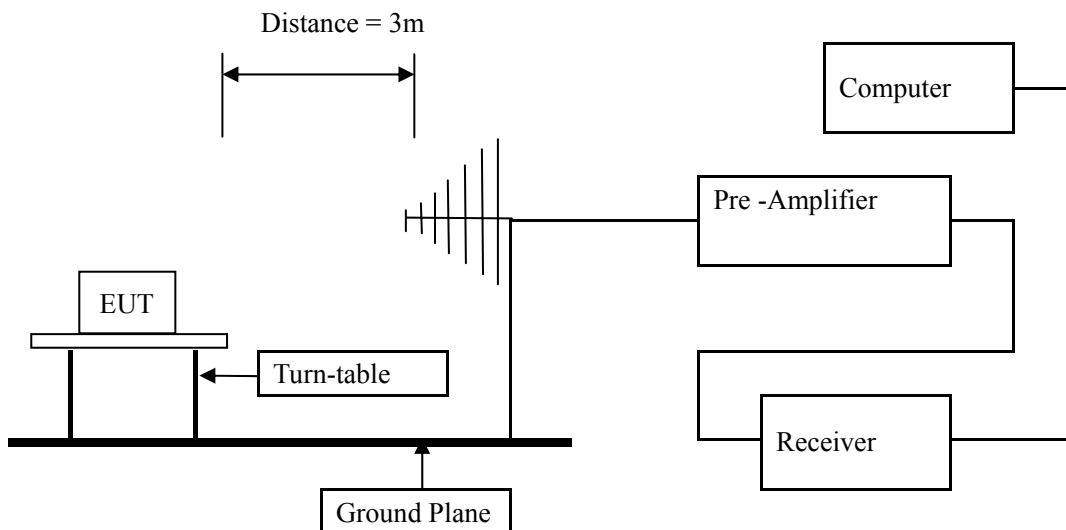 Distance = 3m
Computer
Pre -Amplifier
EUT
Turn-table
Receiver
Ground Plane